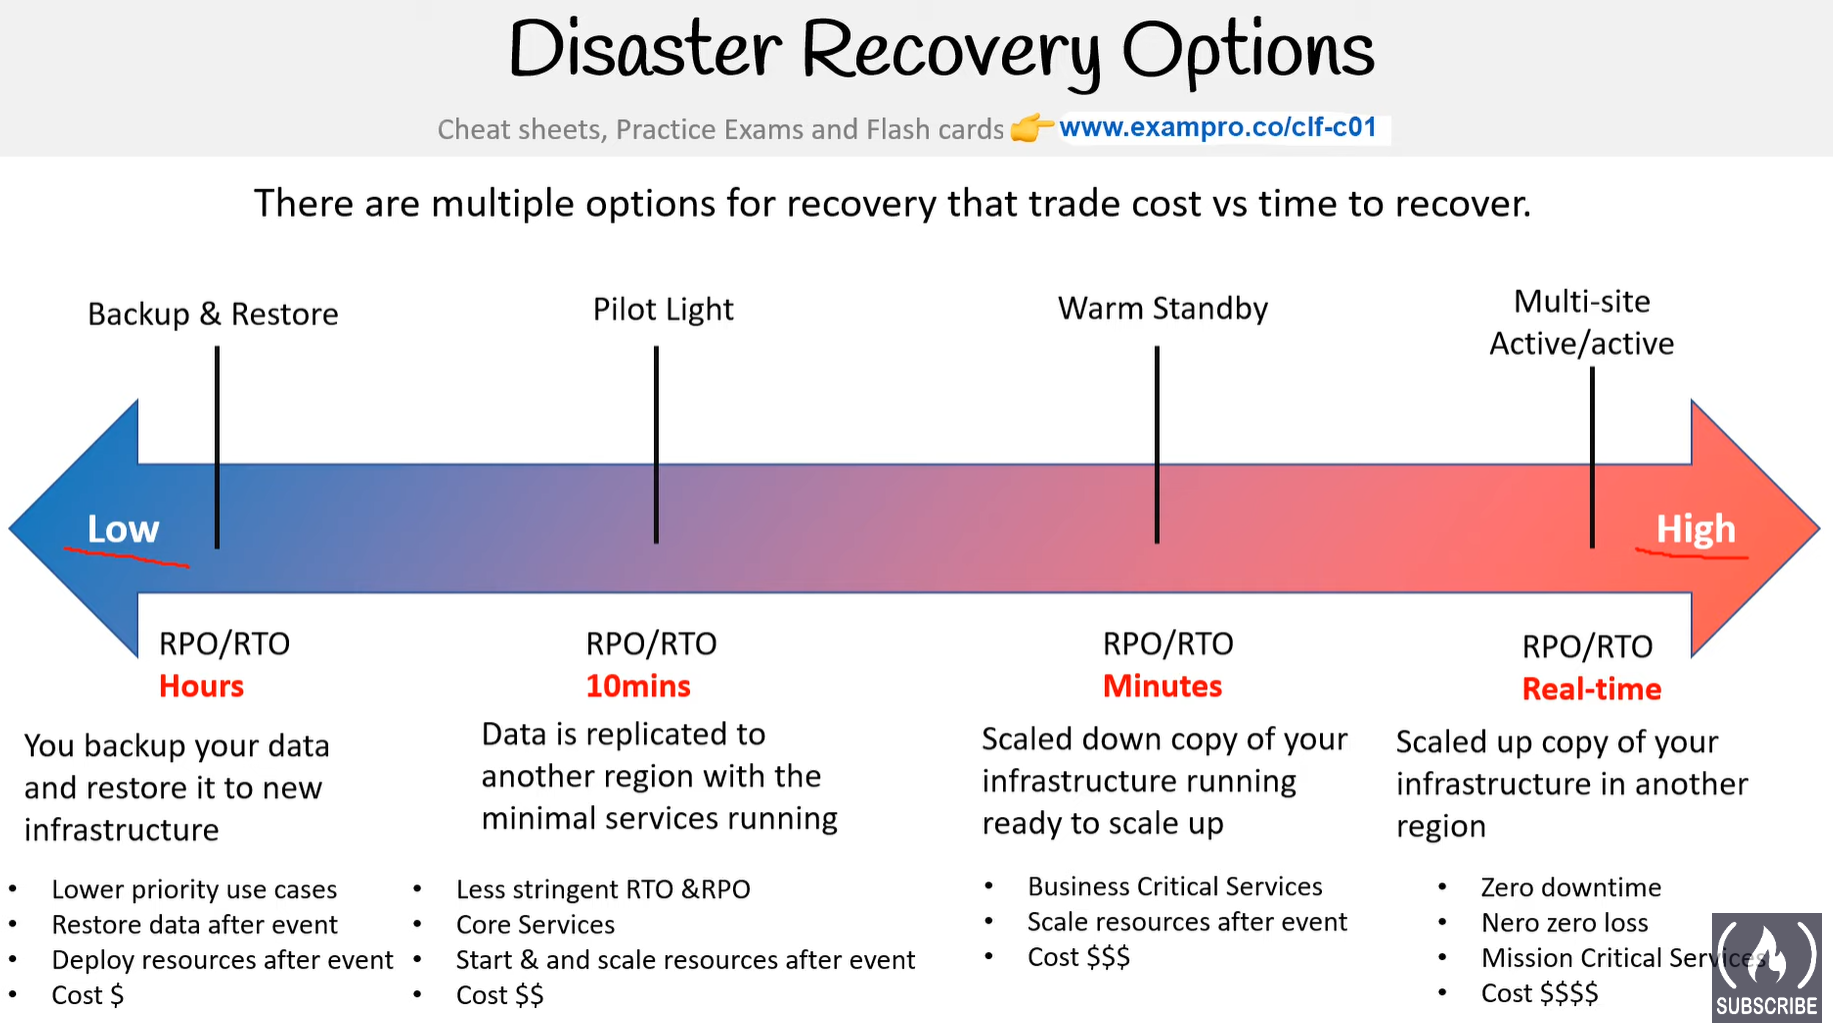 Disaster Recovery Options
Cheat sheets, Practice Exams and Flash cards 👉 www.exampro.co/clf-c01
There are multiple options for recovery that trade cost vs time to recover.
Backup & Restore
Pilot Light
Warm Standby
Multi-site
Active/active
Low
High
RPO/RTO
Hours
You backup your data
and restore it to new
infrastructure
• Lower priority use cases
• Restore data after event
• Deploy resources after event
• Cost $
RPO/RTO
10mins
Data is replicated to
another region with the
minimal services running
• Less stringent RTO &RPO
• Core Services
• Start & and scale resources after event
• Cost $$
RPO/RTO
Minutes
Scaled down copy of your
infrastructure running
ready to scale up
• Business Critical Services
• Scale resources after event
• Cost $$$
RPO/RTO
Real-time
Scaled up copy of your
infrastructure in another
region
• Zero downtime
• Nero zero loss
• Mission Critical Services
• Cost $$$$
SUBSCRIBE